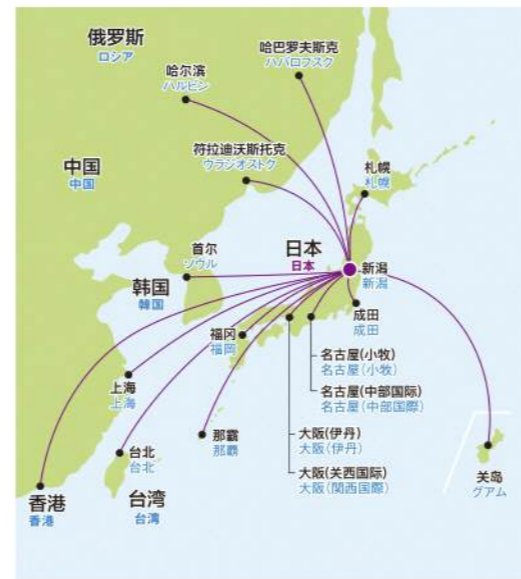 俄罗斯
ロシア
哈巴罗夫斯克
ハバロフスク
哈尔滨
ハルビン
符拉迪沃斯托克
ウラジオストク
中国
中国
札幌
札幌
首尔
ソウル
日本
日本
新潟
新潟
韩国
韓国
成田
成田
福冈
福岡
名古屋(小牧)
名古屋(小牧)
上海
上海
名古屋(中部国际)
名古屋(中部国際)
那霸
那覇
大阪(伊丹)
大阪(伊丹)
台北
台北
大阪(关西国际)
大阪(関西国際)
关岛
グアム
香港
香港
台湾
台湾